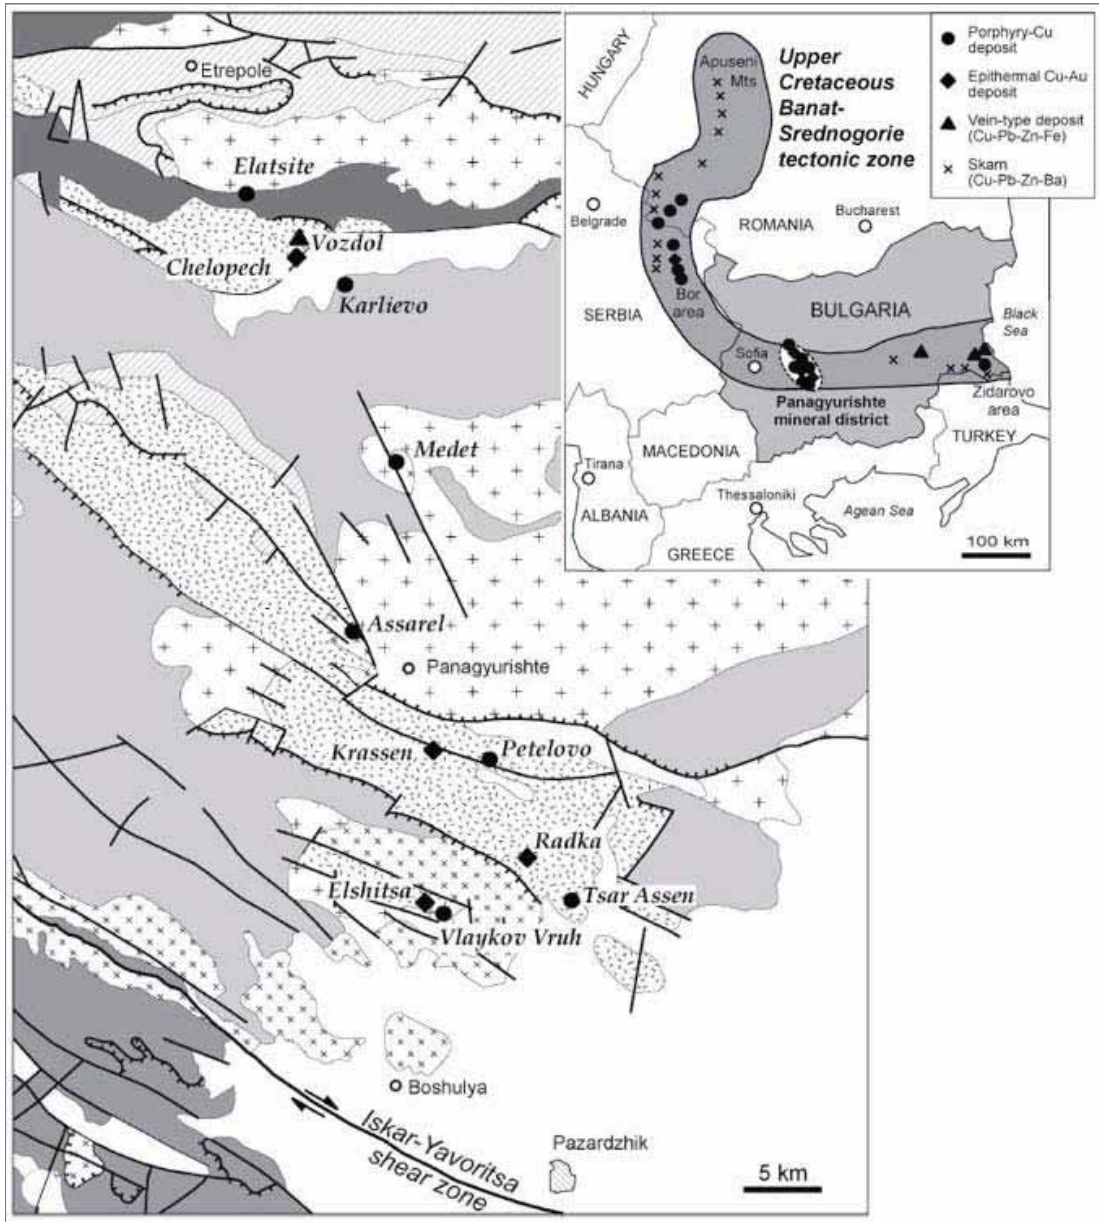 Etrepole
Elatsite
Vozdol
Chelopech
Karlievo
Medet
Assarel
Panagyurishte
Krassen
Petelovo
Radka
Elshitsa
Tsar Assen
Vlaykov Vruh
Boshulya
Iskar-Yavoritsa
shear zone
Pazardzhik
5 km
HUNGARY
Apuseni
Mts
Upper
Cretaceous
Banat-
Srednogorie
tectonic zone
Porphyry-Cu
deposit
Epithermal Cu-Au
deposit
Vein-type deposit
(Cu-Pb-Zn-Fe)
Skarn
(Cu-Pb-Zn-Ba)
Belgrade
ROMANIA
Bucharest
SERBIA
Bor
area
BULGARIA
Black
Sea
Sofia
Zidarovo
area
Panagyurishte
mineral district
TURKEY
MACEDONIA
Tirana
ALBANIA
Thessaloniki
Agean Sea
GREECE
100 km